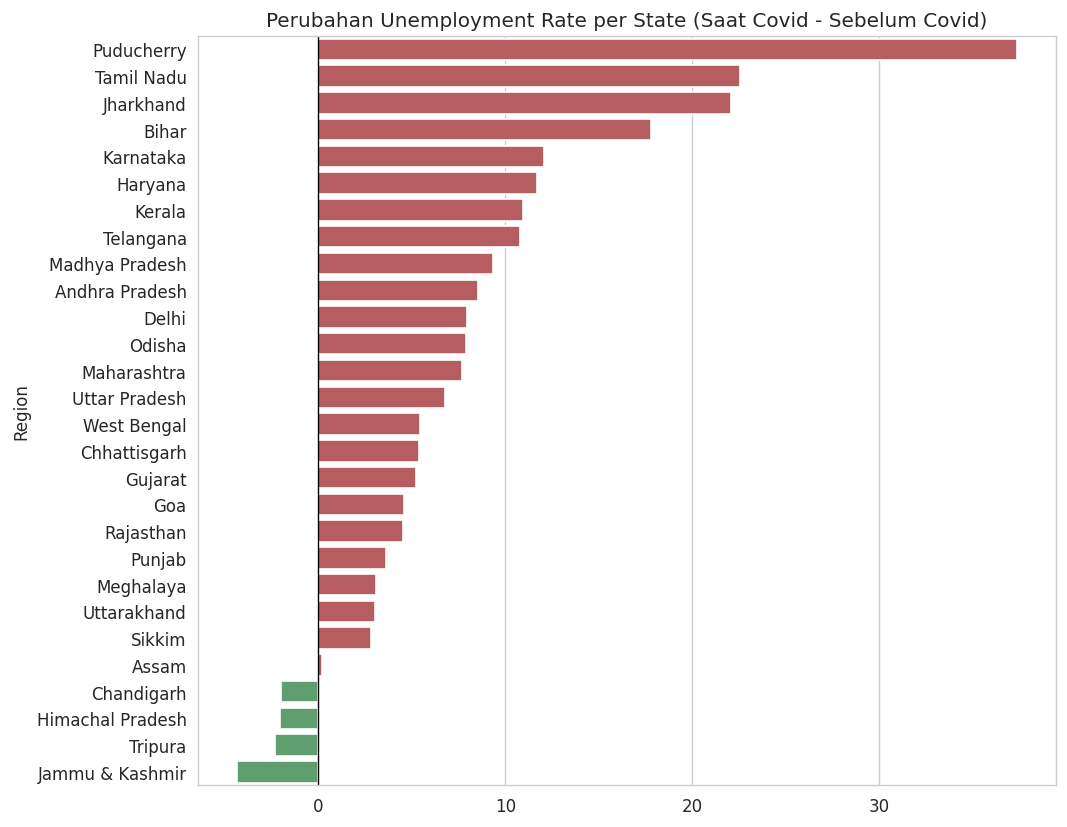 Perubahan Unemployment Rate per State (Saat Covid - Sebelum Covid)
Puducherry
Tamil Nadu
Jharkhand
Bihar
Karnataka
Haryana
Kerala
Telangana
Madhya Pradesh
Andhra Pradesh
Delhi
Odisha
Maharashtra
Uttar Pradesh
West Bengal
Chhattisgarh
Gujarat
Goa
Rajasthan
Punjab
Meghalaya
Uttarakhand
Sikkim
Assam
Chandigarh
Himachal Pradesh
Tripura
Jammu & Kashmir
Region
0 10 20 30